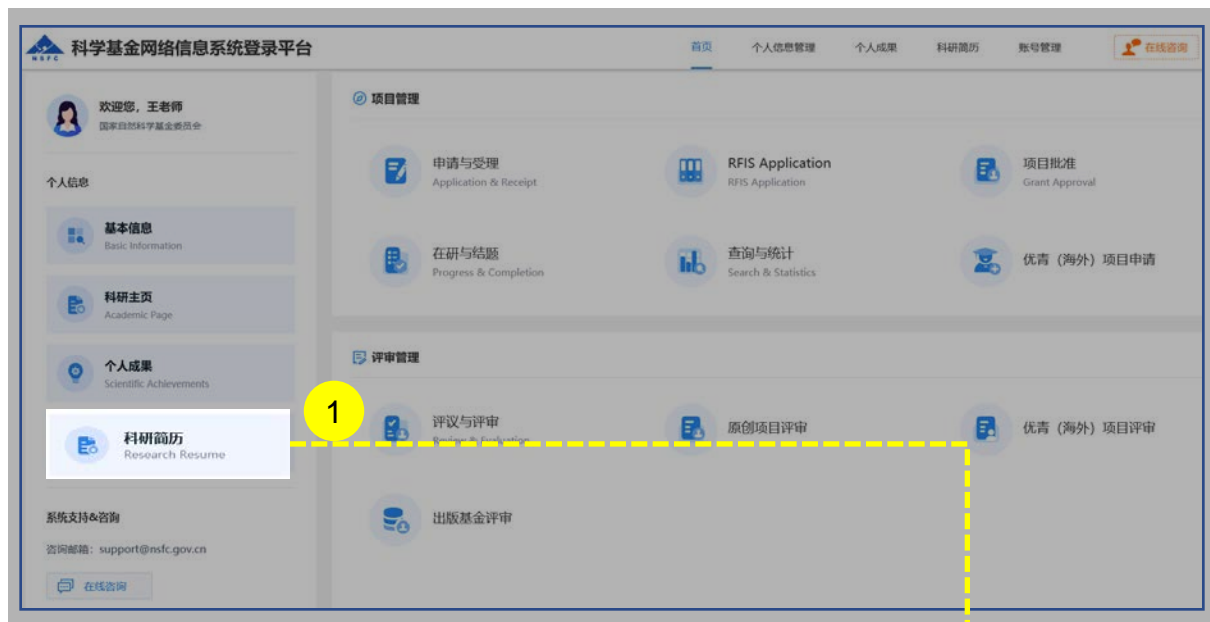 NSFC
科学基金网络信息系统登录平台
首页 个人信息管理 个人成果 科研简历 账号管理 在线咨询
欢迎您，王老师
国家自然科学基金委员会
个人信息
基本信息
Basic Information
科研主页
Academic Page
个人成果
Scientific Achievements
科研简历
Research Resume
系统支持&咨询
咨询邮箱：support@nsfc.gov.cn
在线咨询
项目管理
申请与受理
Application & Receipt
RFIS Application
RFIS Application
项目批准
Grant Approval
在研与结题
Progress & Completion
查询与统计
Search & Statistics
优青（海外）项目申请
评审管理
1
评议与评审
Review & Evaluation
原创项目评审
优青（海外）项目评审
出版基金评审